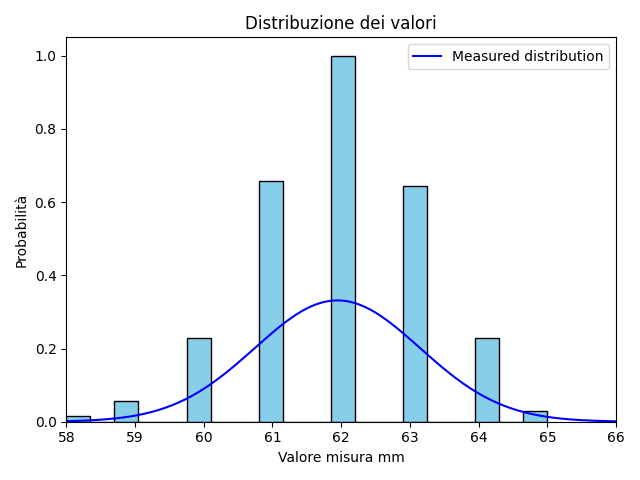 Distribuzione dei valori
Measured distribution
1.0
0.8
0.6
0.4
0.2
0.0
Probabilità
58 59 60 61 62 63 64 65 66
Valore misura mm